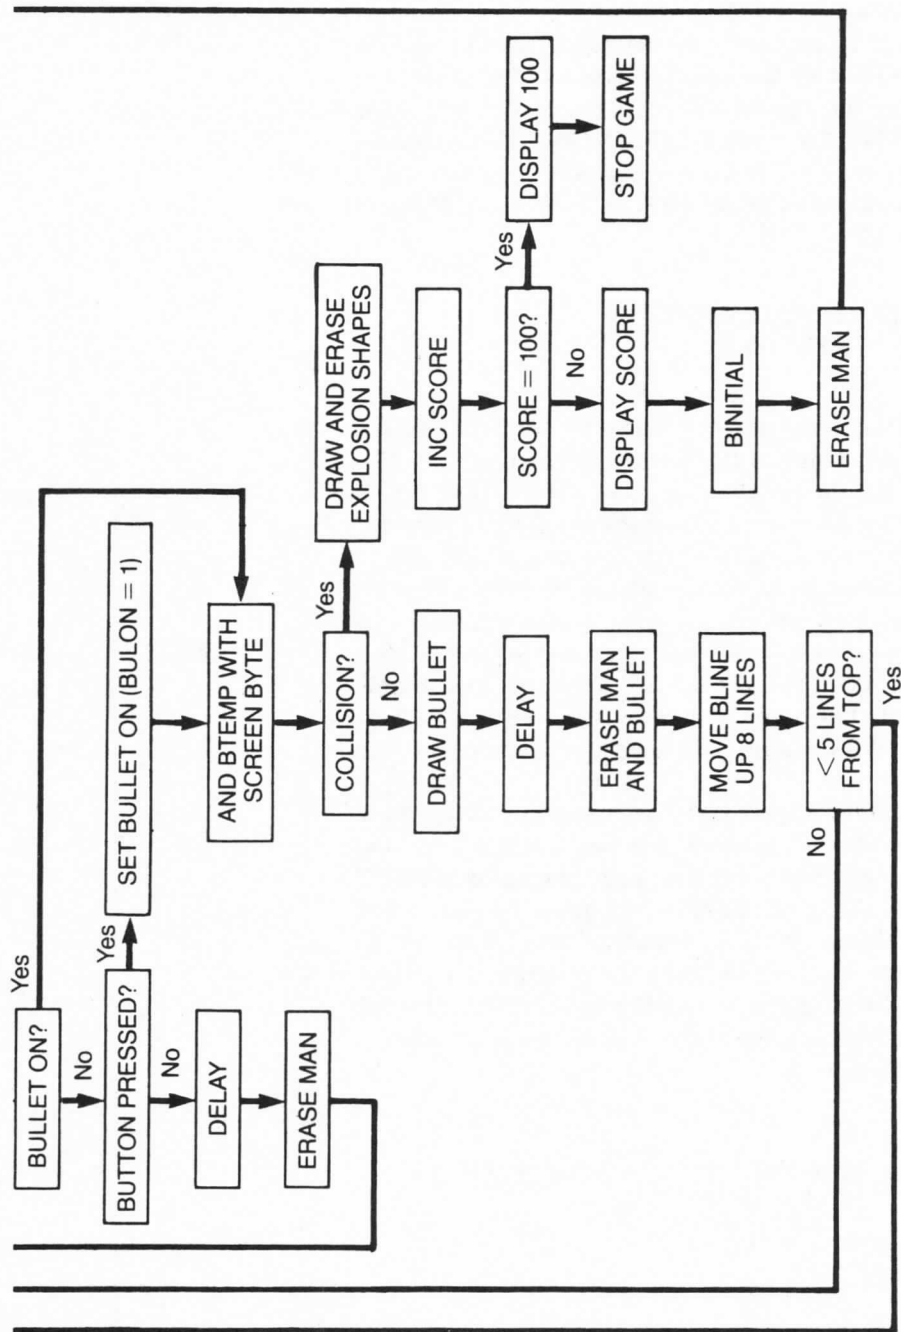 BULLET ON?
Yes
No
BUTTON PRESSED?
Yes
No
DELAY
ERASE MAN
SET BULLET ON (BULON = 1)
AND BTEMP WITH
SCREEN BYTE
COLLISION?
Yes
No
DRAW BULLET
DELAY
ERASE MAN
AND BULLET
MOVE BLINE
UP 8 LINES
< 5 LINES
FROM TOP?
No
Yes
DRAW AND ERASE
EXPLOSION SHAPES
INC SCORE
SCORE = 100?
Yes
No
DISPLAY SCORE
BINITIAL
ERASE MAN
DISPLAY 100
STOP GAME